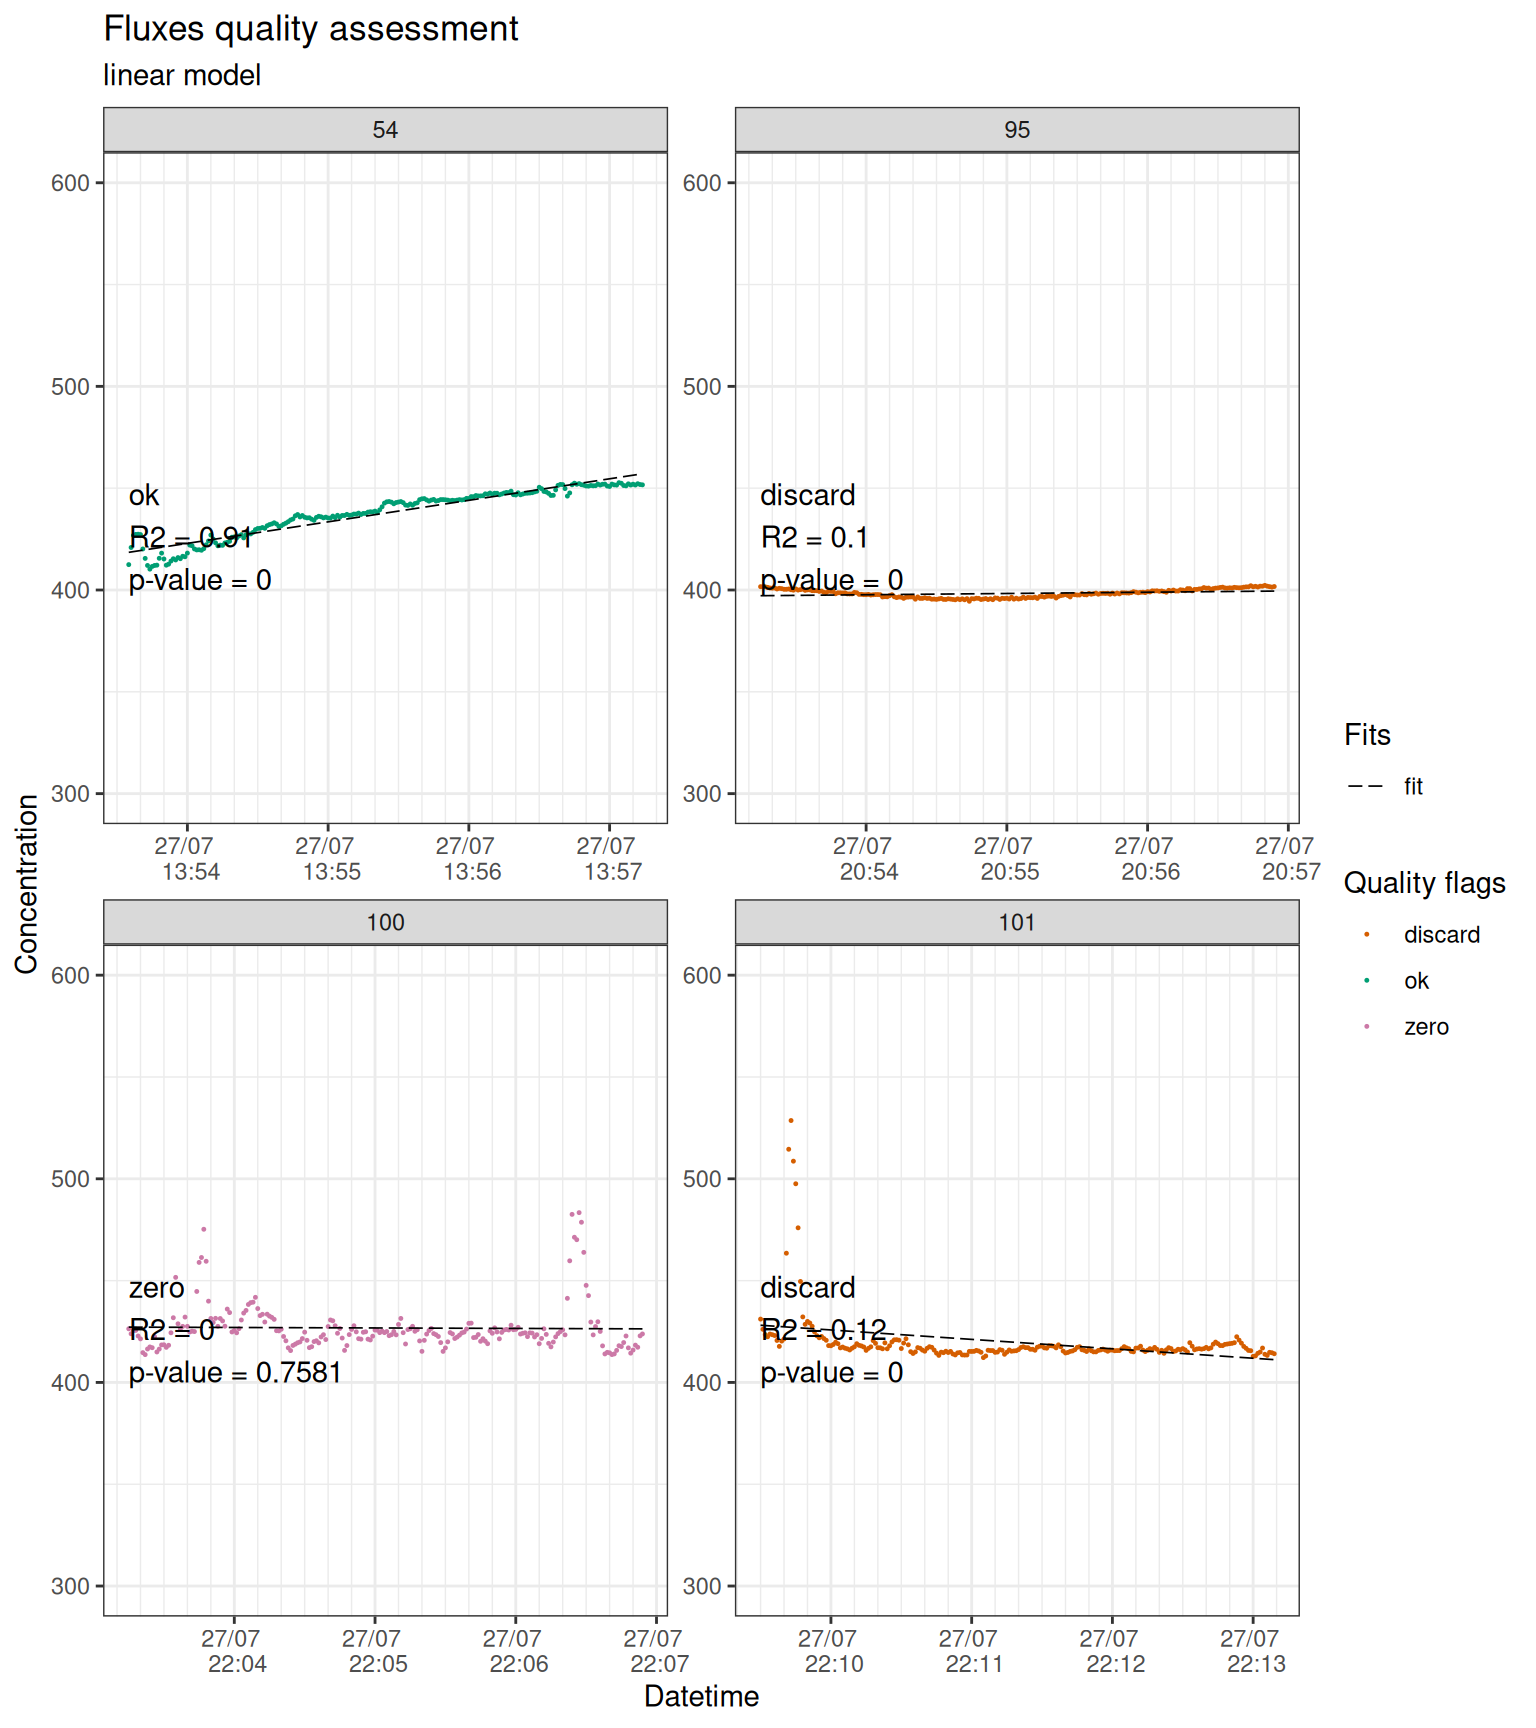 Fluxes quality assessment
linear model
54
600
500
400
300
ok
R2 = 0.91
p-value = 0
27/07 13:54
27/07 13:55
27/07 13:56
27/07 13:57
95
600
500
400
300
discard
R2 = 0.1
p-value = 0
27/07 20:54
27/07 20:55
27/07 20:56
27/07 20:57
100
600
500
400
300
zero
R2 = 0
p-value = 0.7581
27/07 22:04
27/07 22:05
27/07 22:06
27/07 22:07
101
600
500
400
300
discard
R2 = 0.12
p-value = 0
27/07 22:10
27/07 22:11
27/07 22:12
27/07 22:13
Concentration
Datetime
Fits
fit
Quality flags
discard
ok
zero